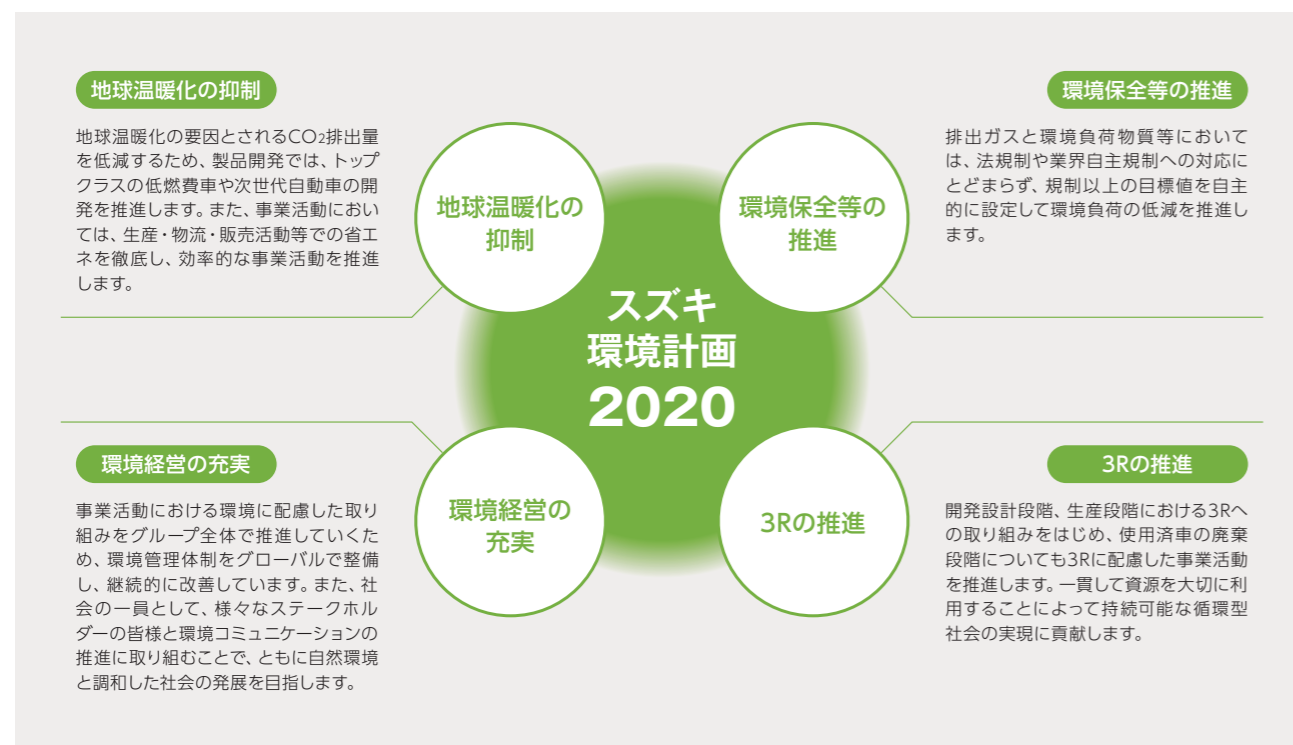 地球温暖化の抑制
地球温暖化の要因とされるCO2排出量
を低減するため、製品開発では、トップ
クラスの低燃費車や次世代自動車の開
発を推進します。また、事業活動におい
ては、生産・物流・販売活動等での省エ
ネを徹底し、効率的な事業活動を推進
します。
環境保全等の推進
排出ガスと環境負荷物質等において
は、法規制や業界自主規制への対応に
とどまらず、規制以上の目標値を自主
的に設定して環境負荷の低減を推進し
ます。
地球温暖化の
抑制
環境保全等の
推進
スズキ
環境計画
2020
環境経営の
充実
3Rの推進
環境経営の充実
事業活動における環境に配慮した取り
組みをグループ全体で推進していくた
め、環境管理体制をグローバルで整備
し、継続的に改善しています。また、社
会の一員として、様々なステークホル
ダーの皆様と環境コミュニケーションの
推進に取り組むことで、ともに自然環境
と調和した社会の発展を目指します。
3Rの推進
開発設計段階、生産段階における3Rへ
の取り組みをはじめ、使用済車の廃棄
段階についても3Rに配慮した事業活動
を推進します。一貫して資源を大切に利
用することによって持続可能な循環型
社会の実現に貢献します。